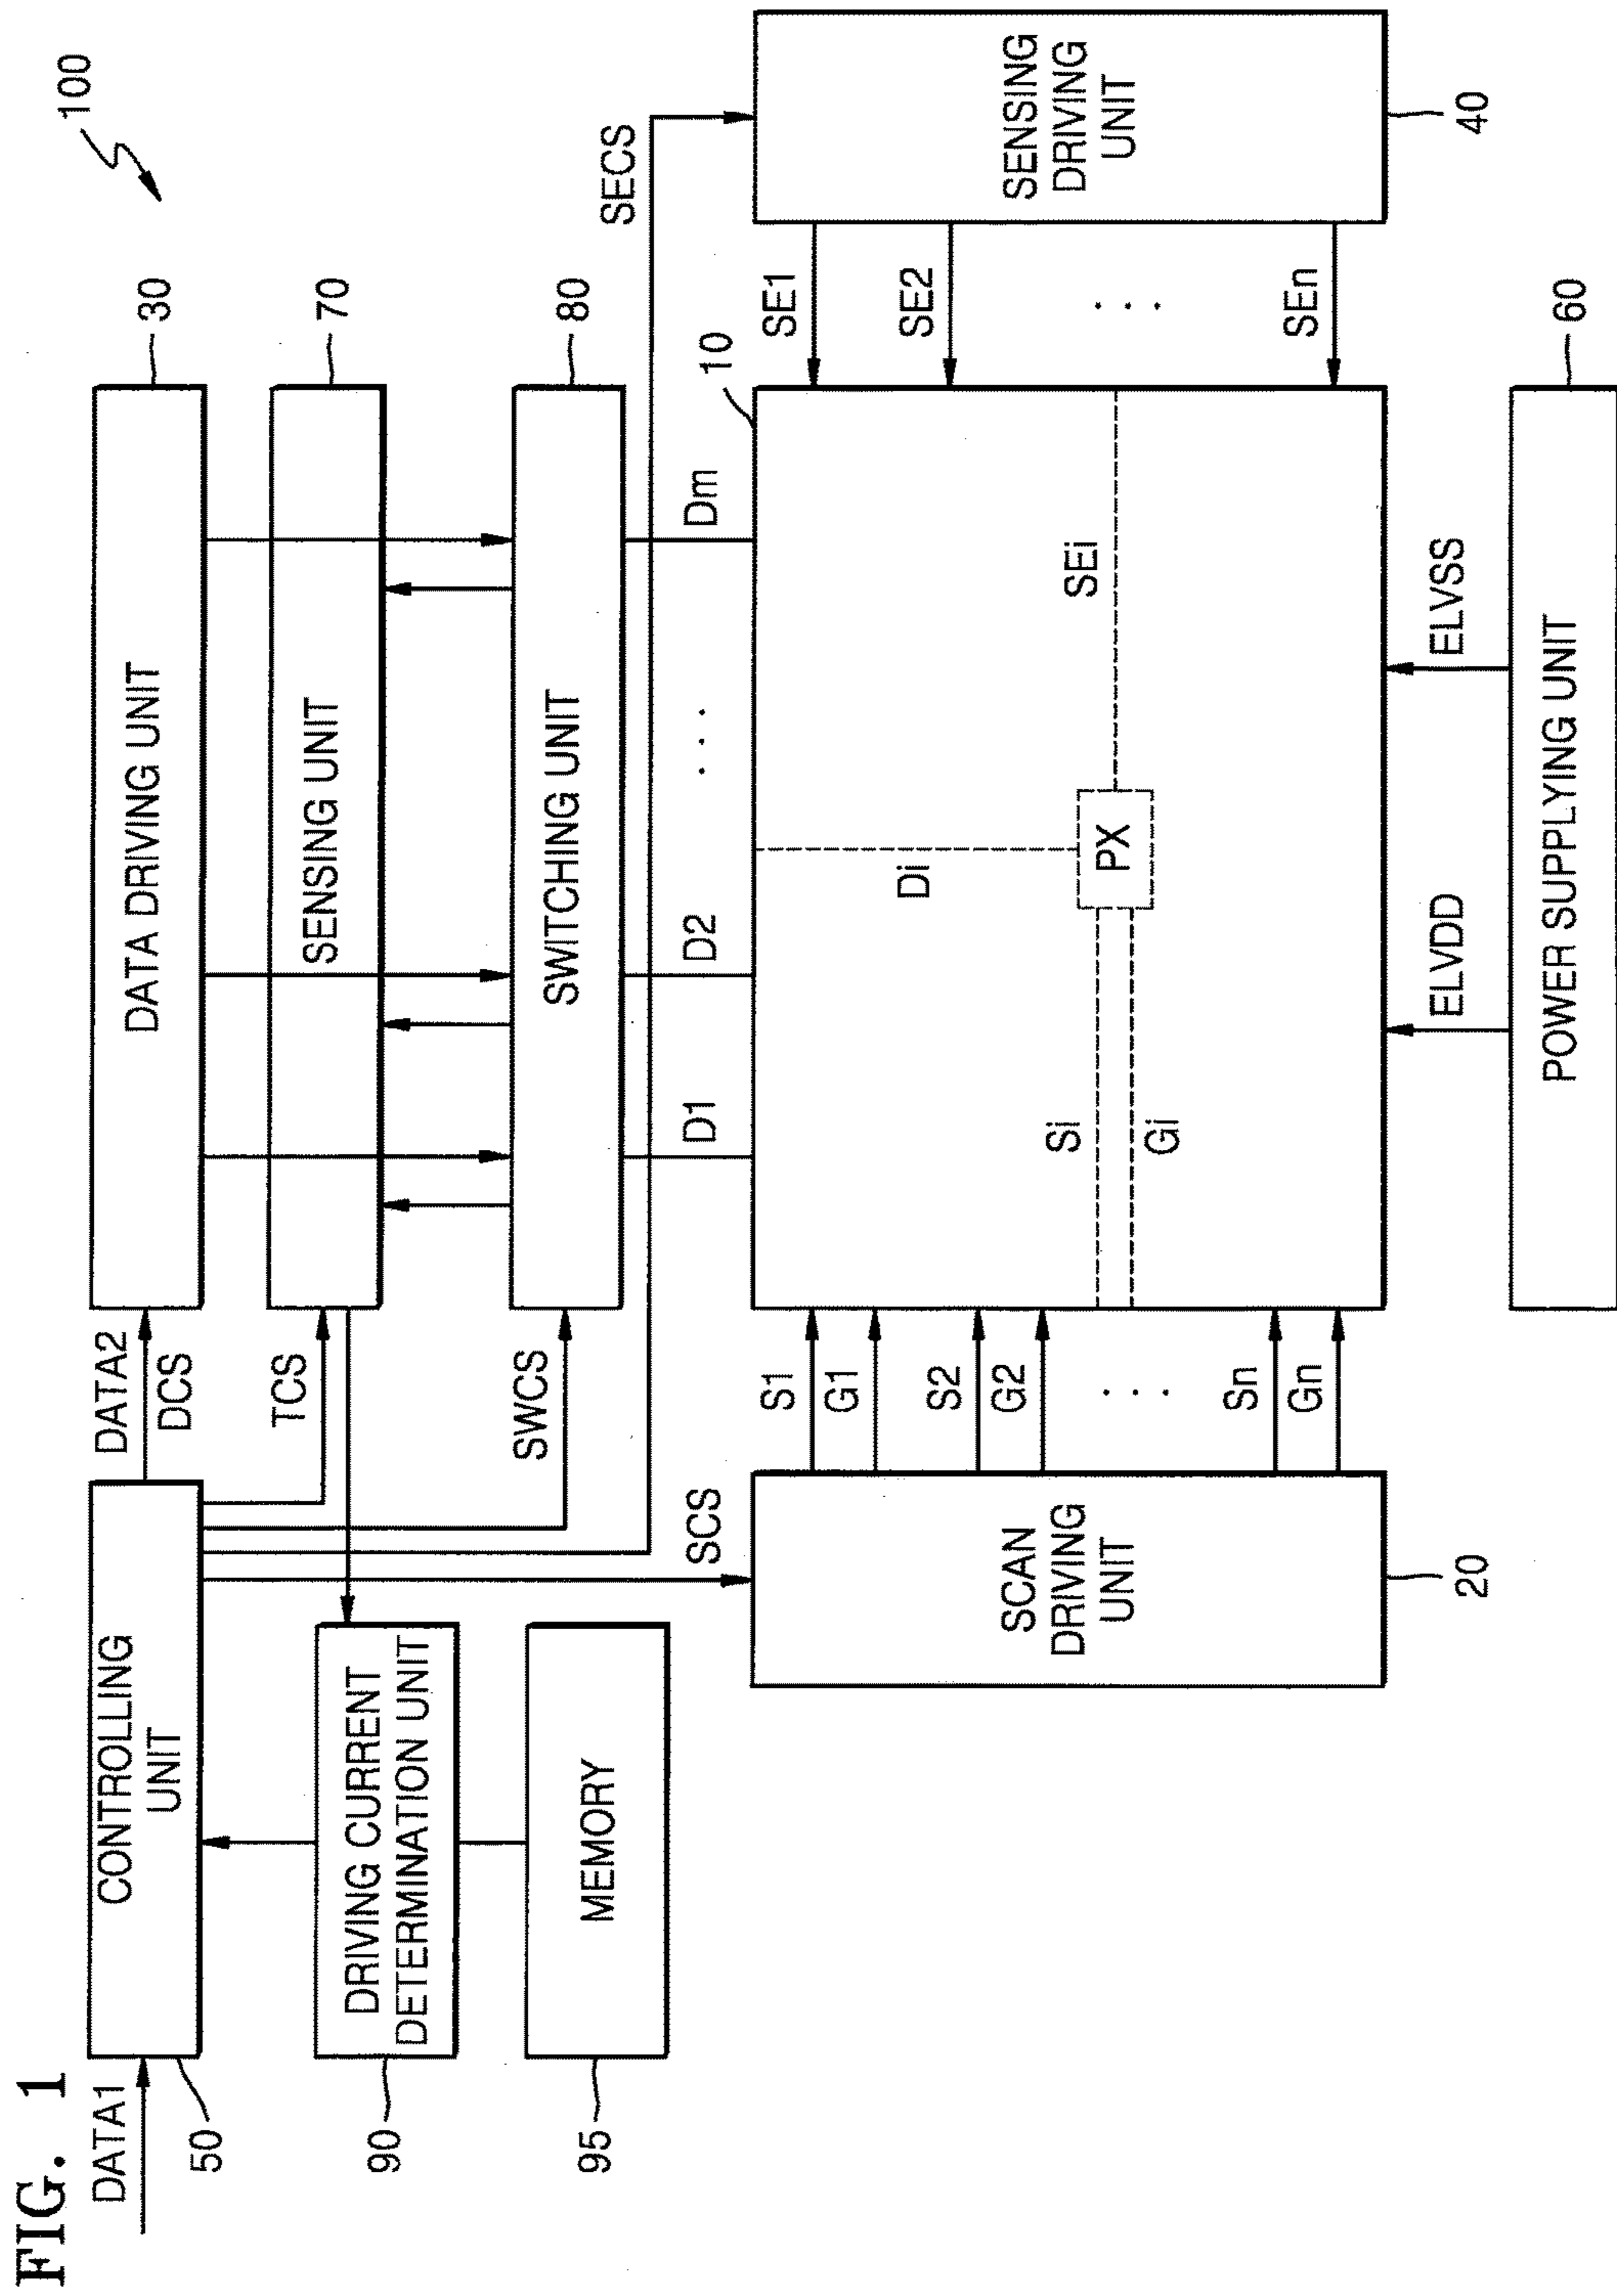 FIG. 1
100
DATA1
CONTROLLING
UNIT
50
DATA2
DCS
DATA DRIVING UNIT
30
TCS
SENSING UNIT
70
DRIVING CURRENT
DETERMINATION UNIT
90
SWCS
SWITCHING UNIT
80
MEMORY
95
SECS
SCS
D1
D2
. . .
Dm
10
SCAN
DRIVING
UNIT
20
S1
G1
S2
G2
. . .
Sn
Gn
Di
PX
Si
Gi
SEi
SE1
SE2
. . .
SEn
SENSING
DRIVING
UNIT
40
ELVDD
ELVSS
POWER SUPPLYING UNIT
60